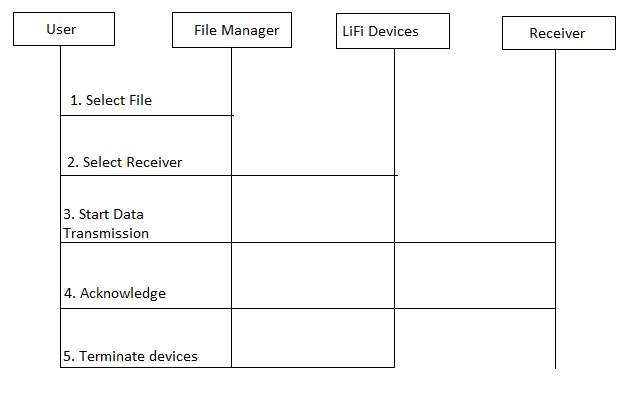 User
File Manager
LiFi Devices
Receiver
1. Select File
2. Select Receiver
3. Start Data
Transmission
4. Acknowledge
5. Terminate devices